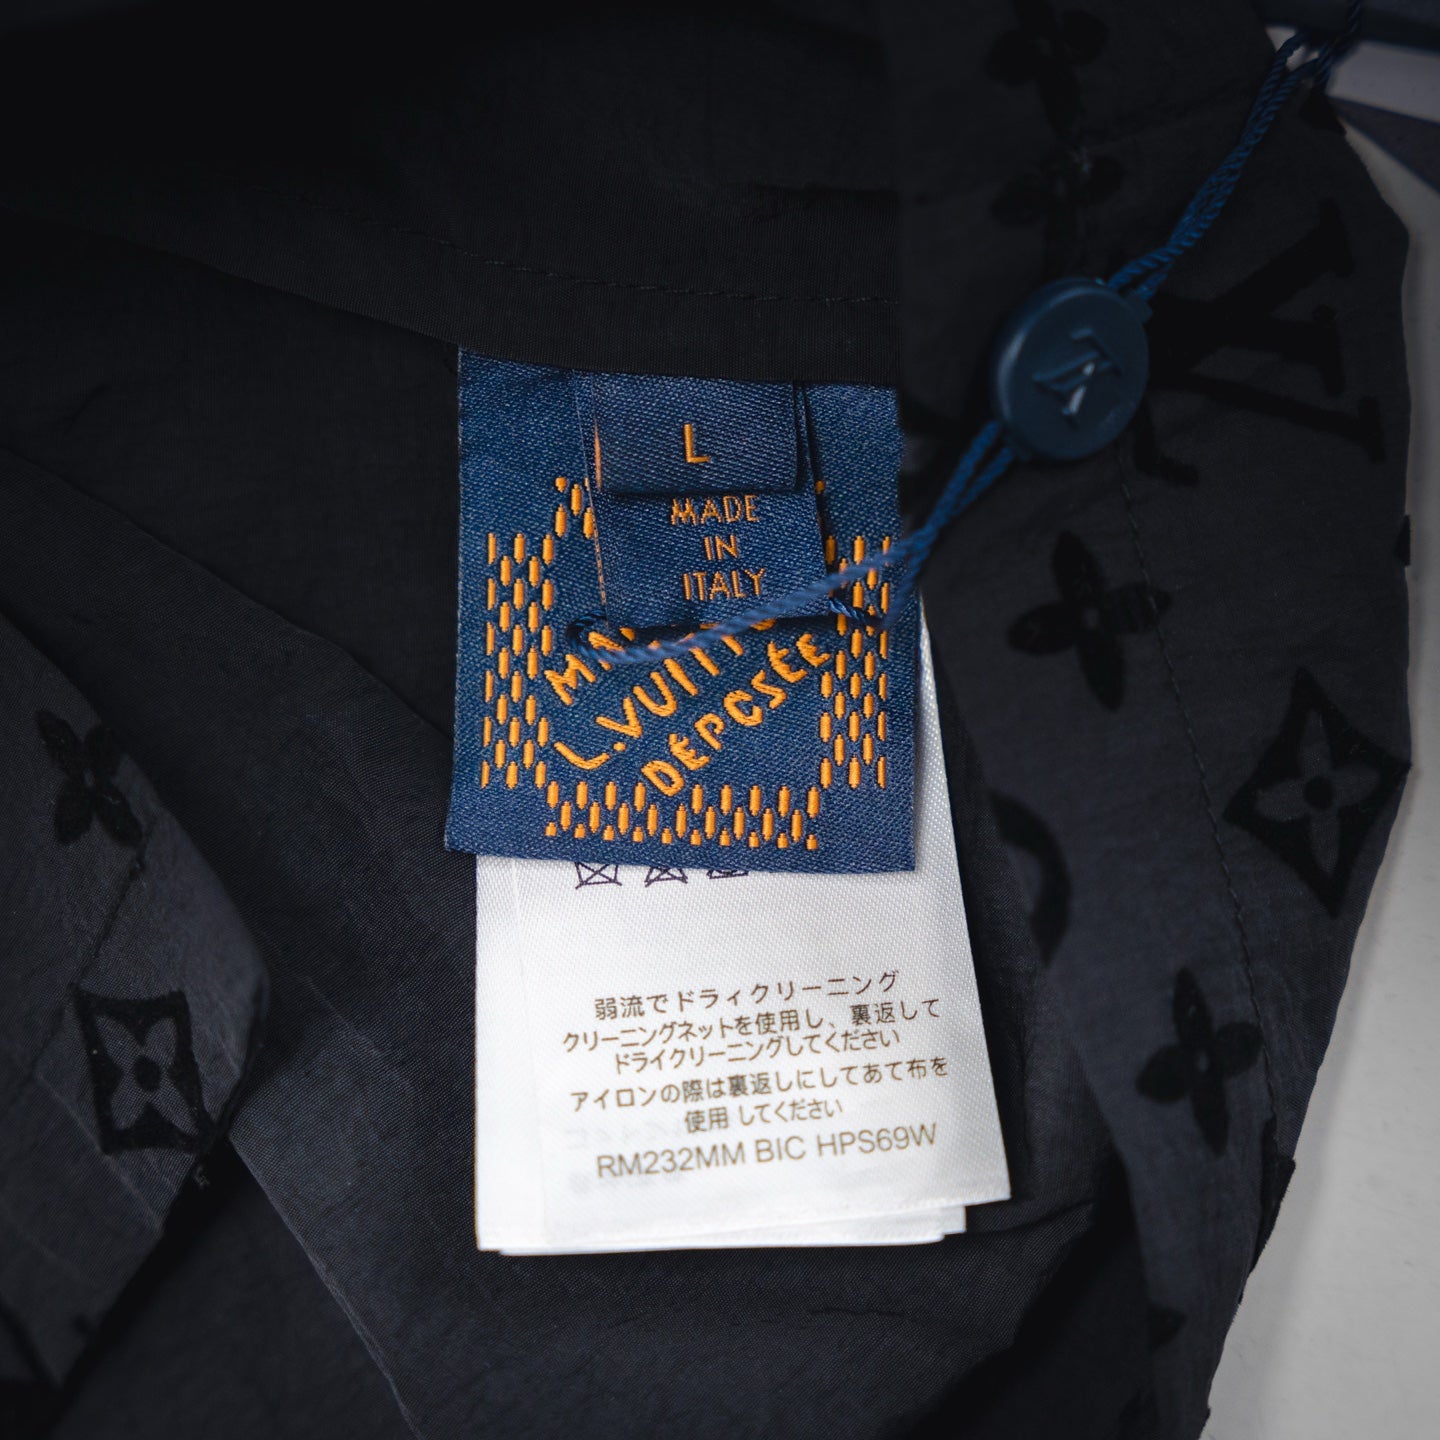 L
MADE
IN
ITALY
L.VUITT
DÉPOSÉE
弱流でドライクリーニング
クリーニングネットを使用し、裏返して
ドライクリーニングしてください
アイロンの際は裏返しにしてあて布を
使用 してください
RM232MM BIC HPS69W